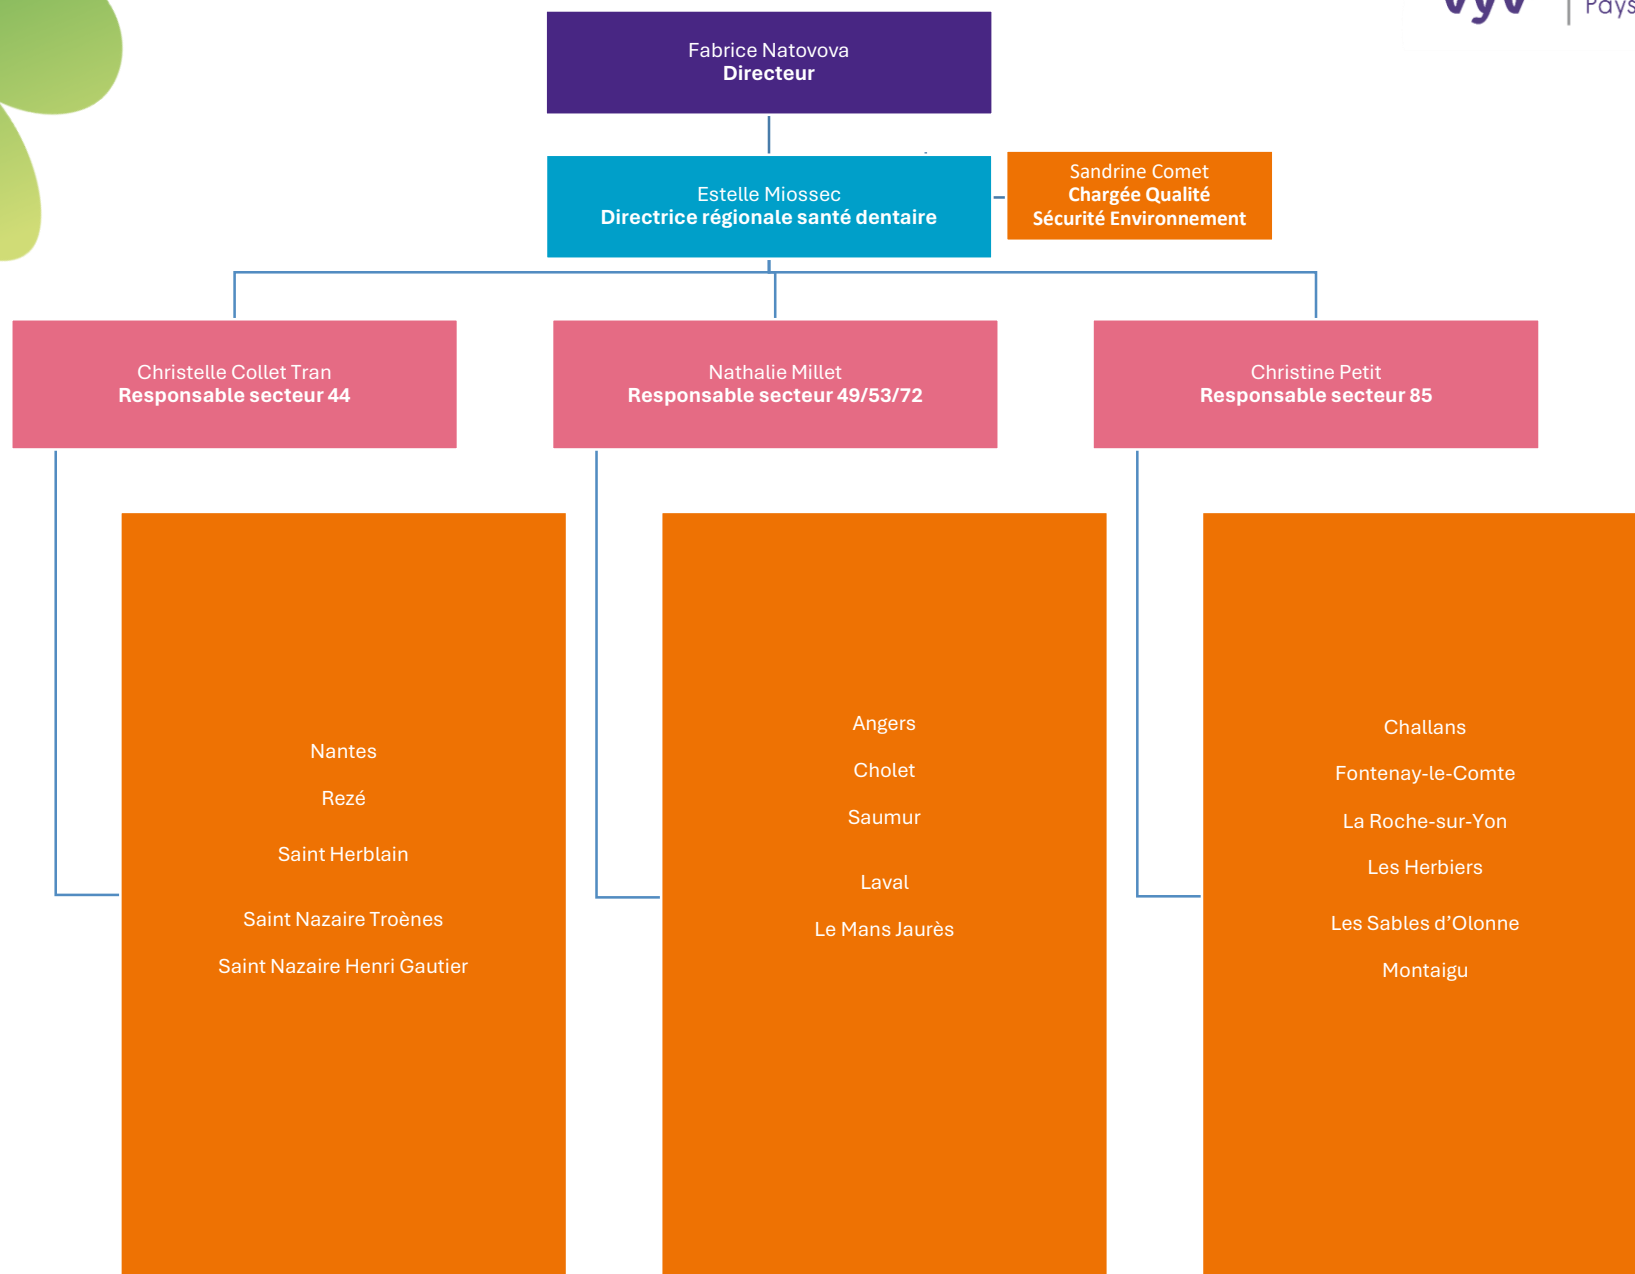 vyv
Pays
Fabrice Natovova
Directeur
Estelle Miossec
Directrice régionale santé dentaire
Sandrine Comet
Chargée Qualité
Sécurité Environnement
Christelle Collet Tran
Responsable secteur 44
Nathalie Millet
Responsable secteur 49/53/72
Christine Petit
Responsable secteur 85
Nantes
Rezé
Saint Herblain
Saint Nazaire Troènes
Saint Nazaire Henri Gautier
Angers
Cholet
Saumur
Laval
Le Mans Jaurès
Challans
Fontenay-le-Comte
La Roche-sur-Yon
Les Herbiers
Les Sables d’Olonne
Montaigu